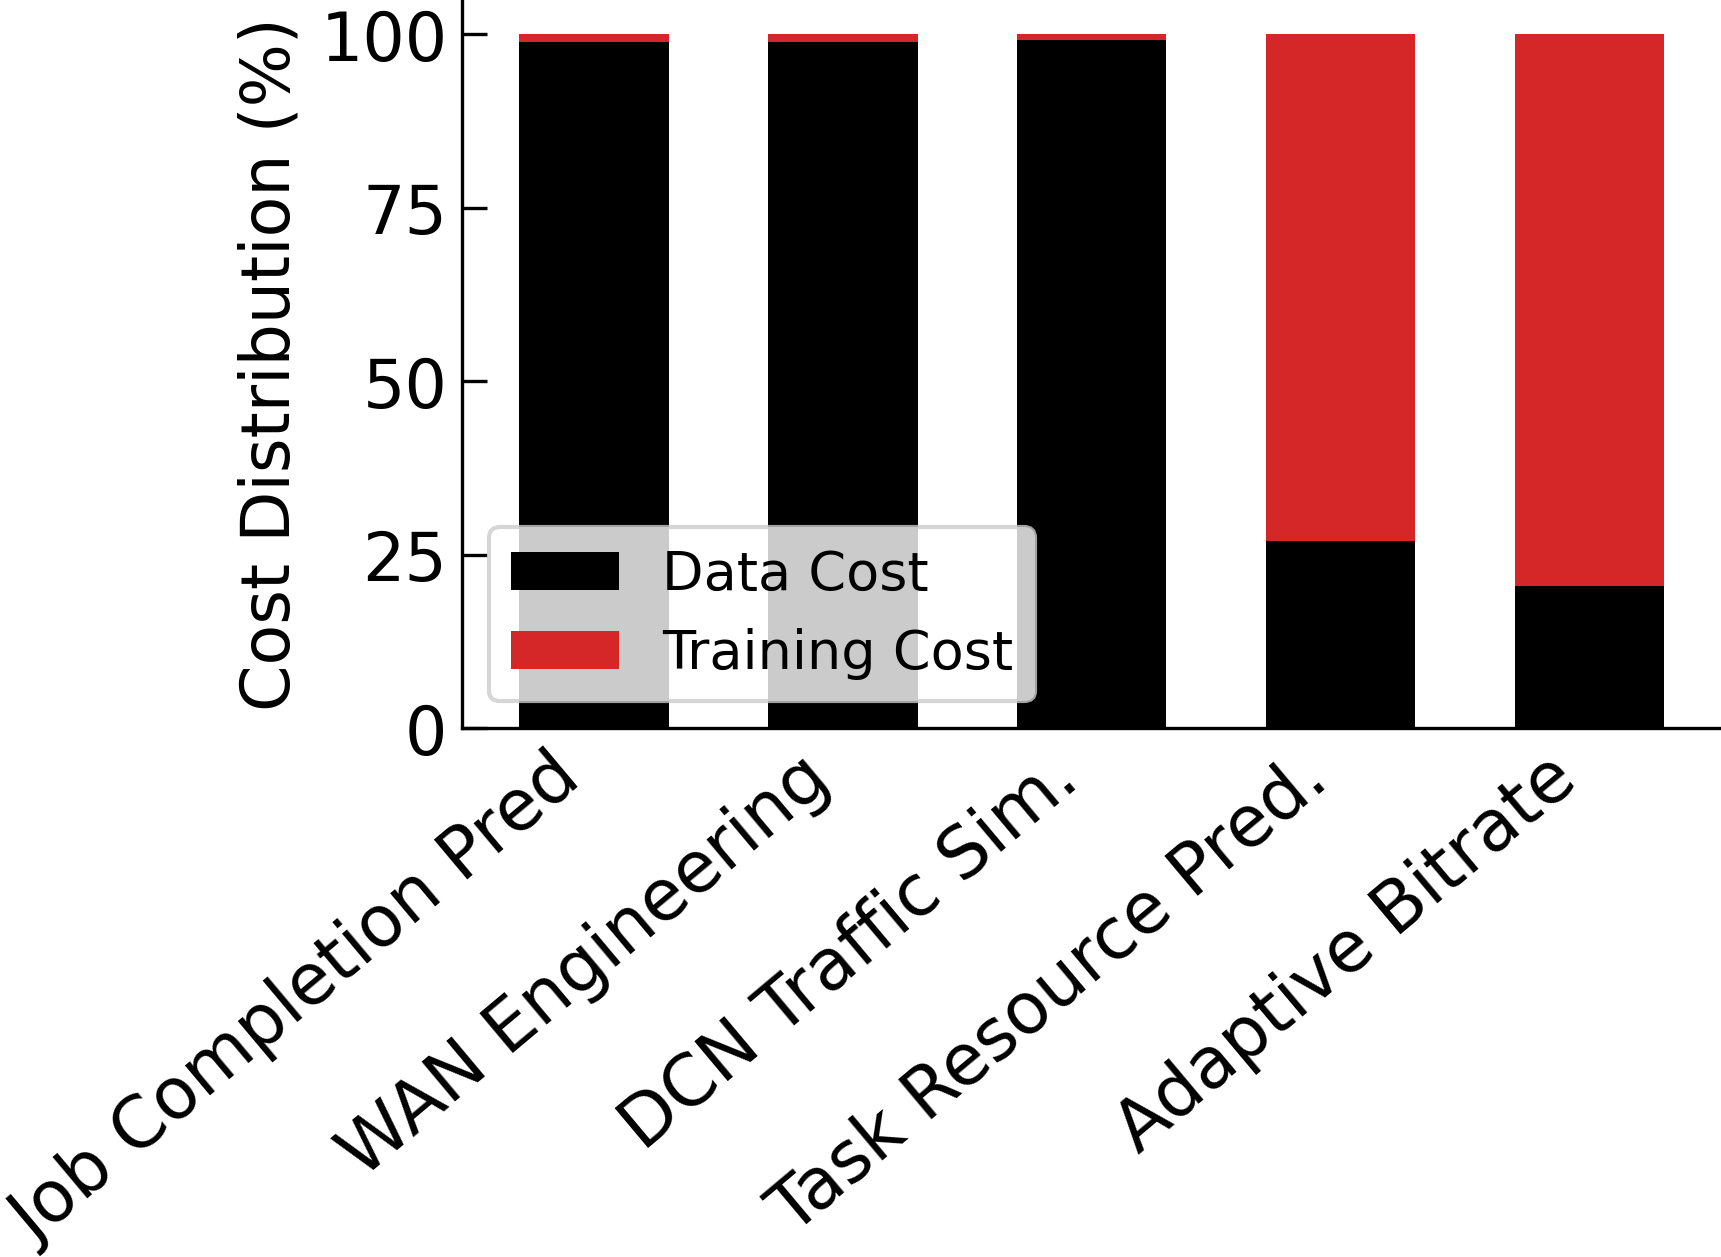 Cost Distribution (%)
100
75
50
25
0
Data Cost
Training Cost
Job Completion Pred
WAN Engineering
DCN Traffic Sim.
Task Resource Pred.
Adaptive Bitrate